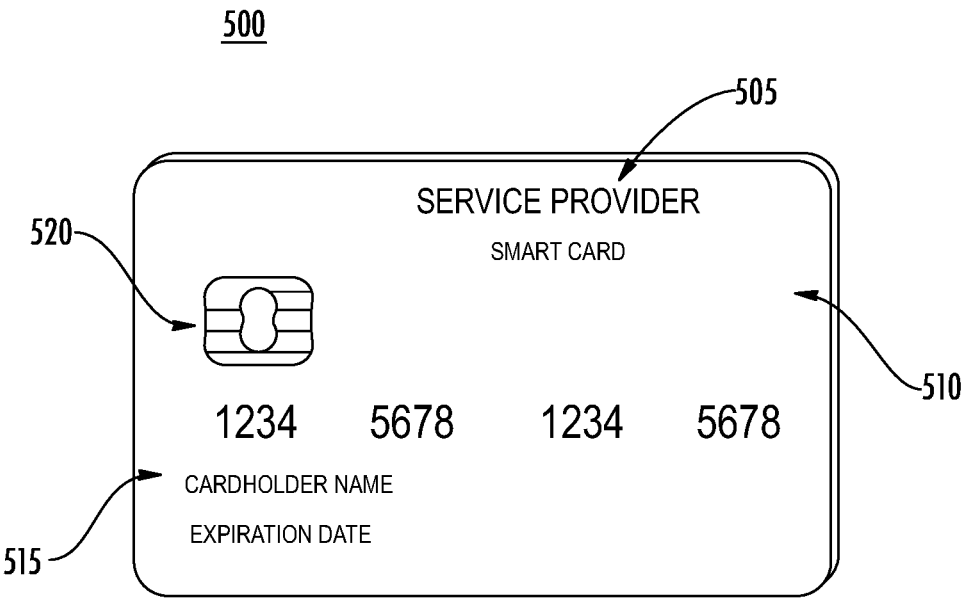 500
505
SERVICE PROVIDER
520
SMART CARD
510
1234 5678 1234 5678
CARDHOLDER NAME
EXPIRATION DATE
515